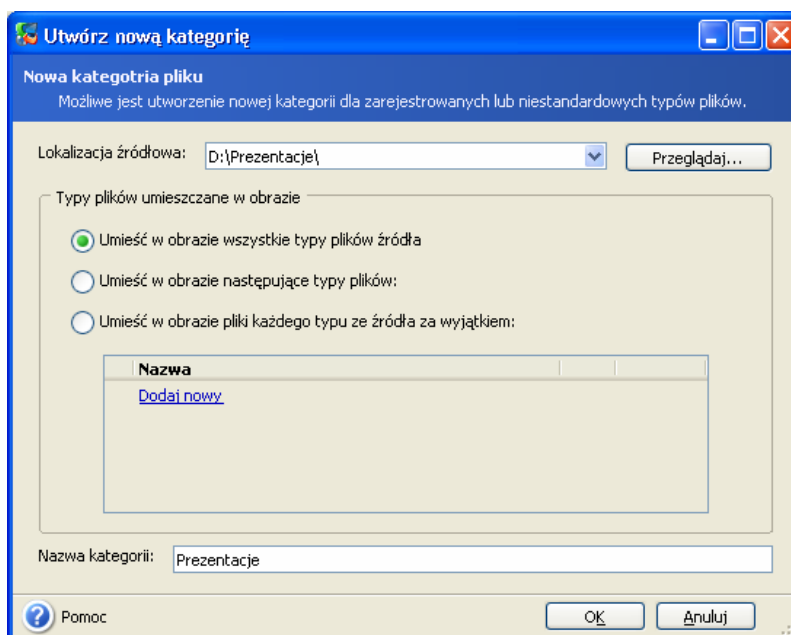 Utwórz nową kategorię
Nowa kategotria pliku
Możliwe jest utworzenie nowej kategorii dla zarejestrowanych lub niestandardowych typów plików.
Lokalizacja źródłowa: D:\Prezentacje\ Przeglądaj...
Typy plików umieszczane w obrazie
Umieść w obrazie wszystkie typy plików źródła
Umieść w obrazie następujące typy plików:
Umieść w obrazie pliki każdego typu ze źródła za wyjątkiem:
Nazwa
Dodaj nowy
Nazwa kategorii: Prezentacje
Pomoc OK Anuluj